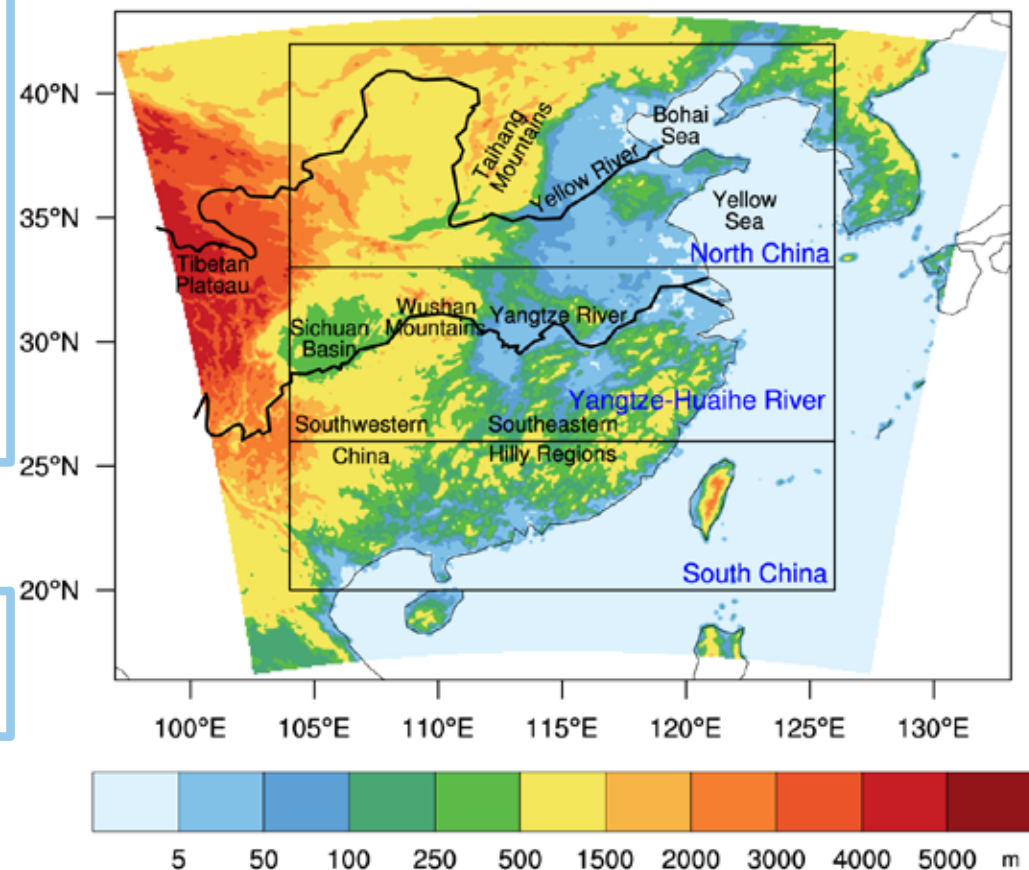 40°N
35°N
30°N
25°N
20°N
Bohai
Sea
Taihang
Mountains
Yellow River
Yellow
Sea
North China
Tibetan
Plateau
Wushan
Mountains
Sichuan
Basin
Yangtze River
Yangtze-Huaihe River
Southwestern
China
Southeastern
Hilly Regions
South China
100°E 105°E 110°E 115°E 120°E 125°E 130°E
5 50 100 250 500 1500 2000 3000 4000 5000 m